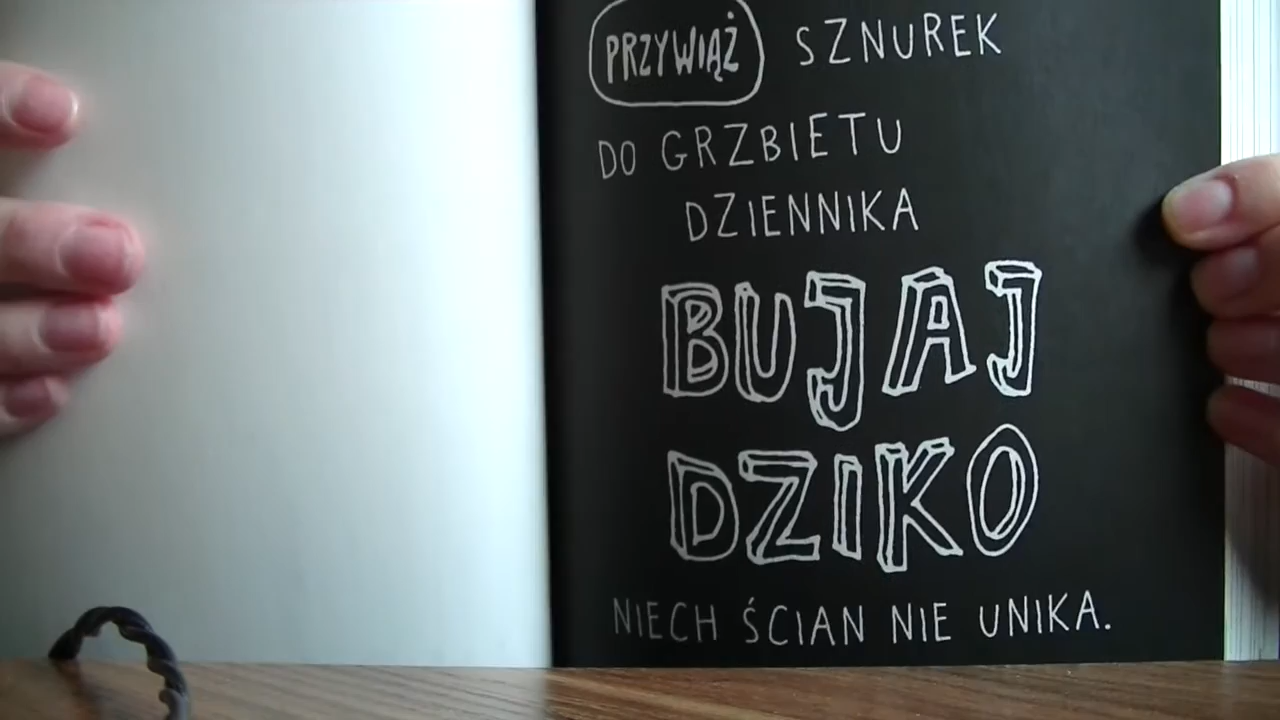 PRZYWIĄŻ SZNUREK
DO GRZBIETU
DZIENNIKA
BUJAJ
DZIKO
NIECH ŚCIAN NIE UNIKA.